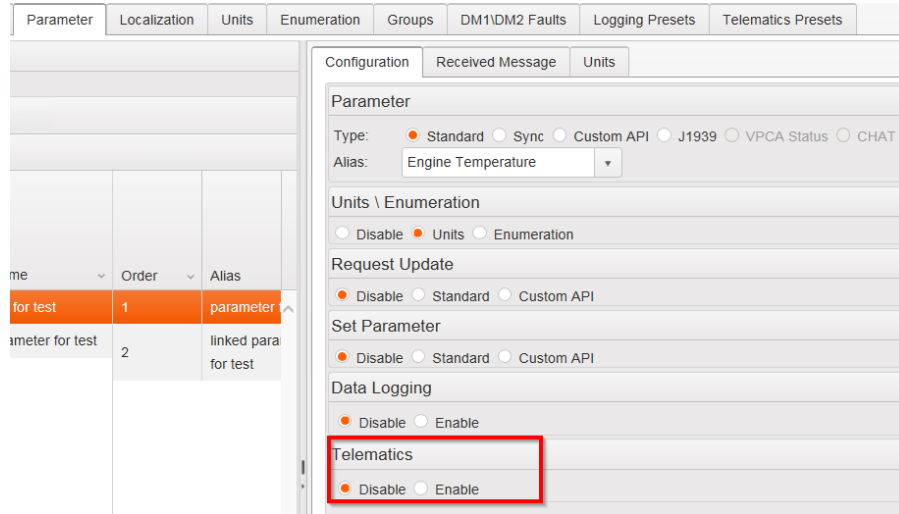 Parameter Localization Units Enumeration Groups DM1\DM2 Faults Logging Presets Telematics Presets
Configuration Received Message Units
Parameter
Type: Standard Sync Custom API J1939 VPCA Status CHAT
Alias: Engine Temperature
Units \ Enumeration
Disable Units Enumeration
Request Update
Disable Standard Custom API
Set Parameter
Disable Standard Custom API
Data Logging
Disable Enable
Telematics
Disable Enable
me Order Alias
for test 1 parameter f
ameter for test 2 linked para
for test